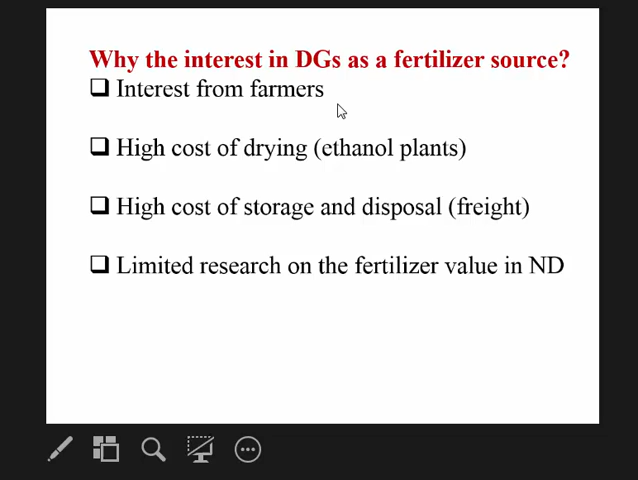 Why the interest in DGs as a fertilizer source?
Interest from farmers
High cost of drying (ethanol plants)
High cost of storage and disposal (freight)
Limited research on the fertilizer value in ND